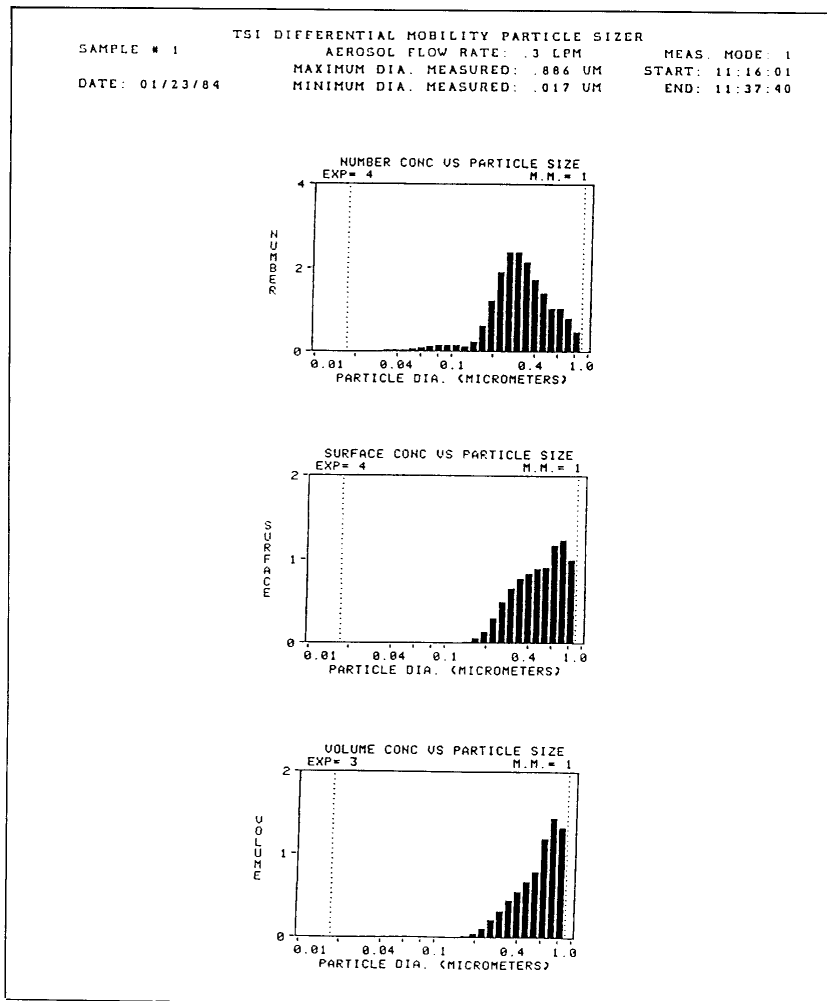 TSI DIFFERENTIAL MOBILITY PARTICLE SIZER
SAMPLE # 1 AEROSOL FLOW RATE: .3 LPM MEAS. MODE: 1
MAXIMUM DIA. MEASURED: .886 UM START: 11:16:01
DATE: 01/23/84 MINIMUM DIA. MEASURED: .017 UM END: 11:37:40
NUMBER CONC VS PARTICLE SIZE
EXP= 4 M.M.= 1
4
2
0
NUMBER
0.01 0.04 0.1 0.4 1.0
PARTICLE DIA. (MICROMETERS)
SURFACE CONC VS PARTICLE SIZE
EXP= 4 M.M.= 1
2
1
0
SURFACE
0.01 0.04 0.1 0.4 1.0
PARTICLE DIA. (MICROMETERS)
VOLUME CONC VS PARTICLE SIZE
EXP= 3 M.M.= 1
2
1
0
VOLUME
0.01 0.04 0.1 0.4 1.0
PARTICLE DIA. (MICROMETERS)